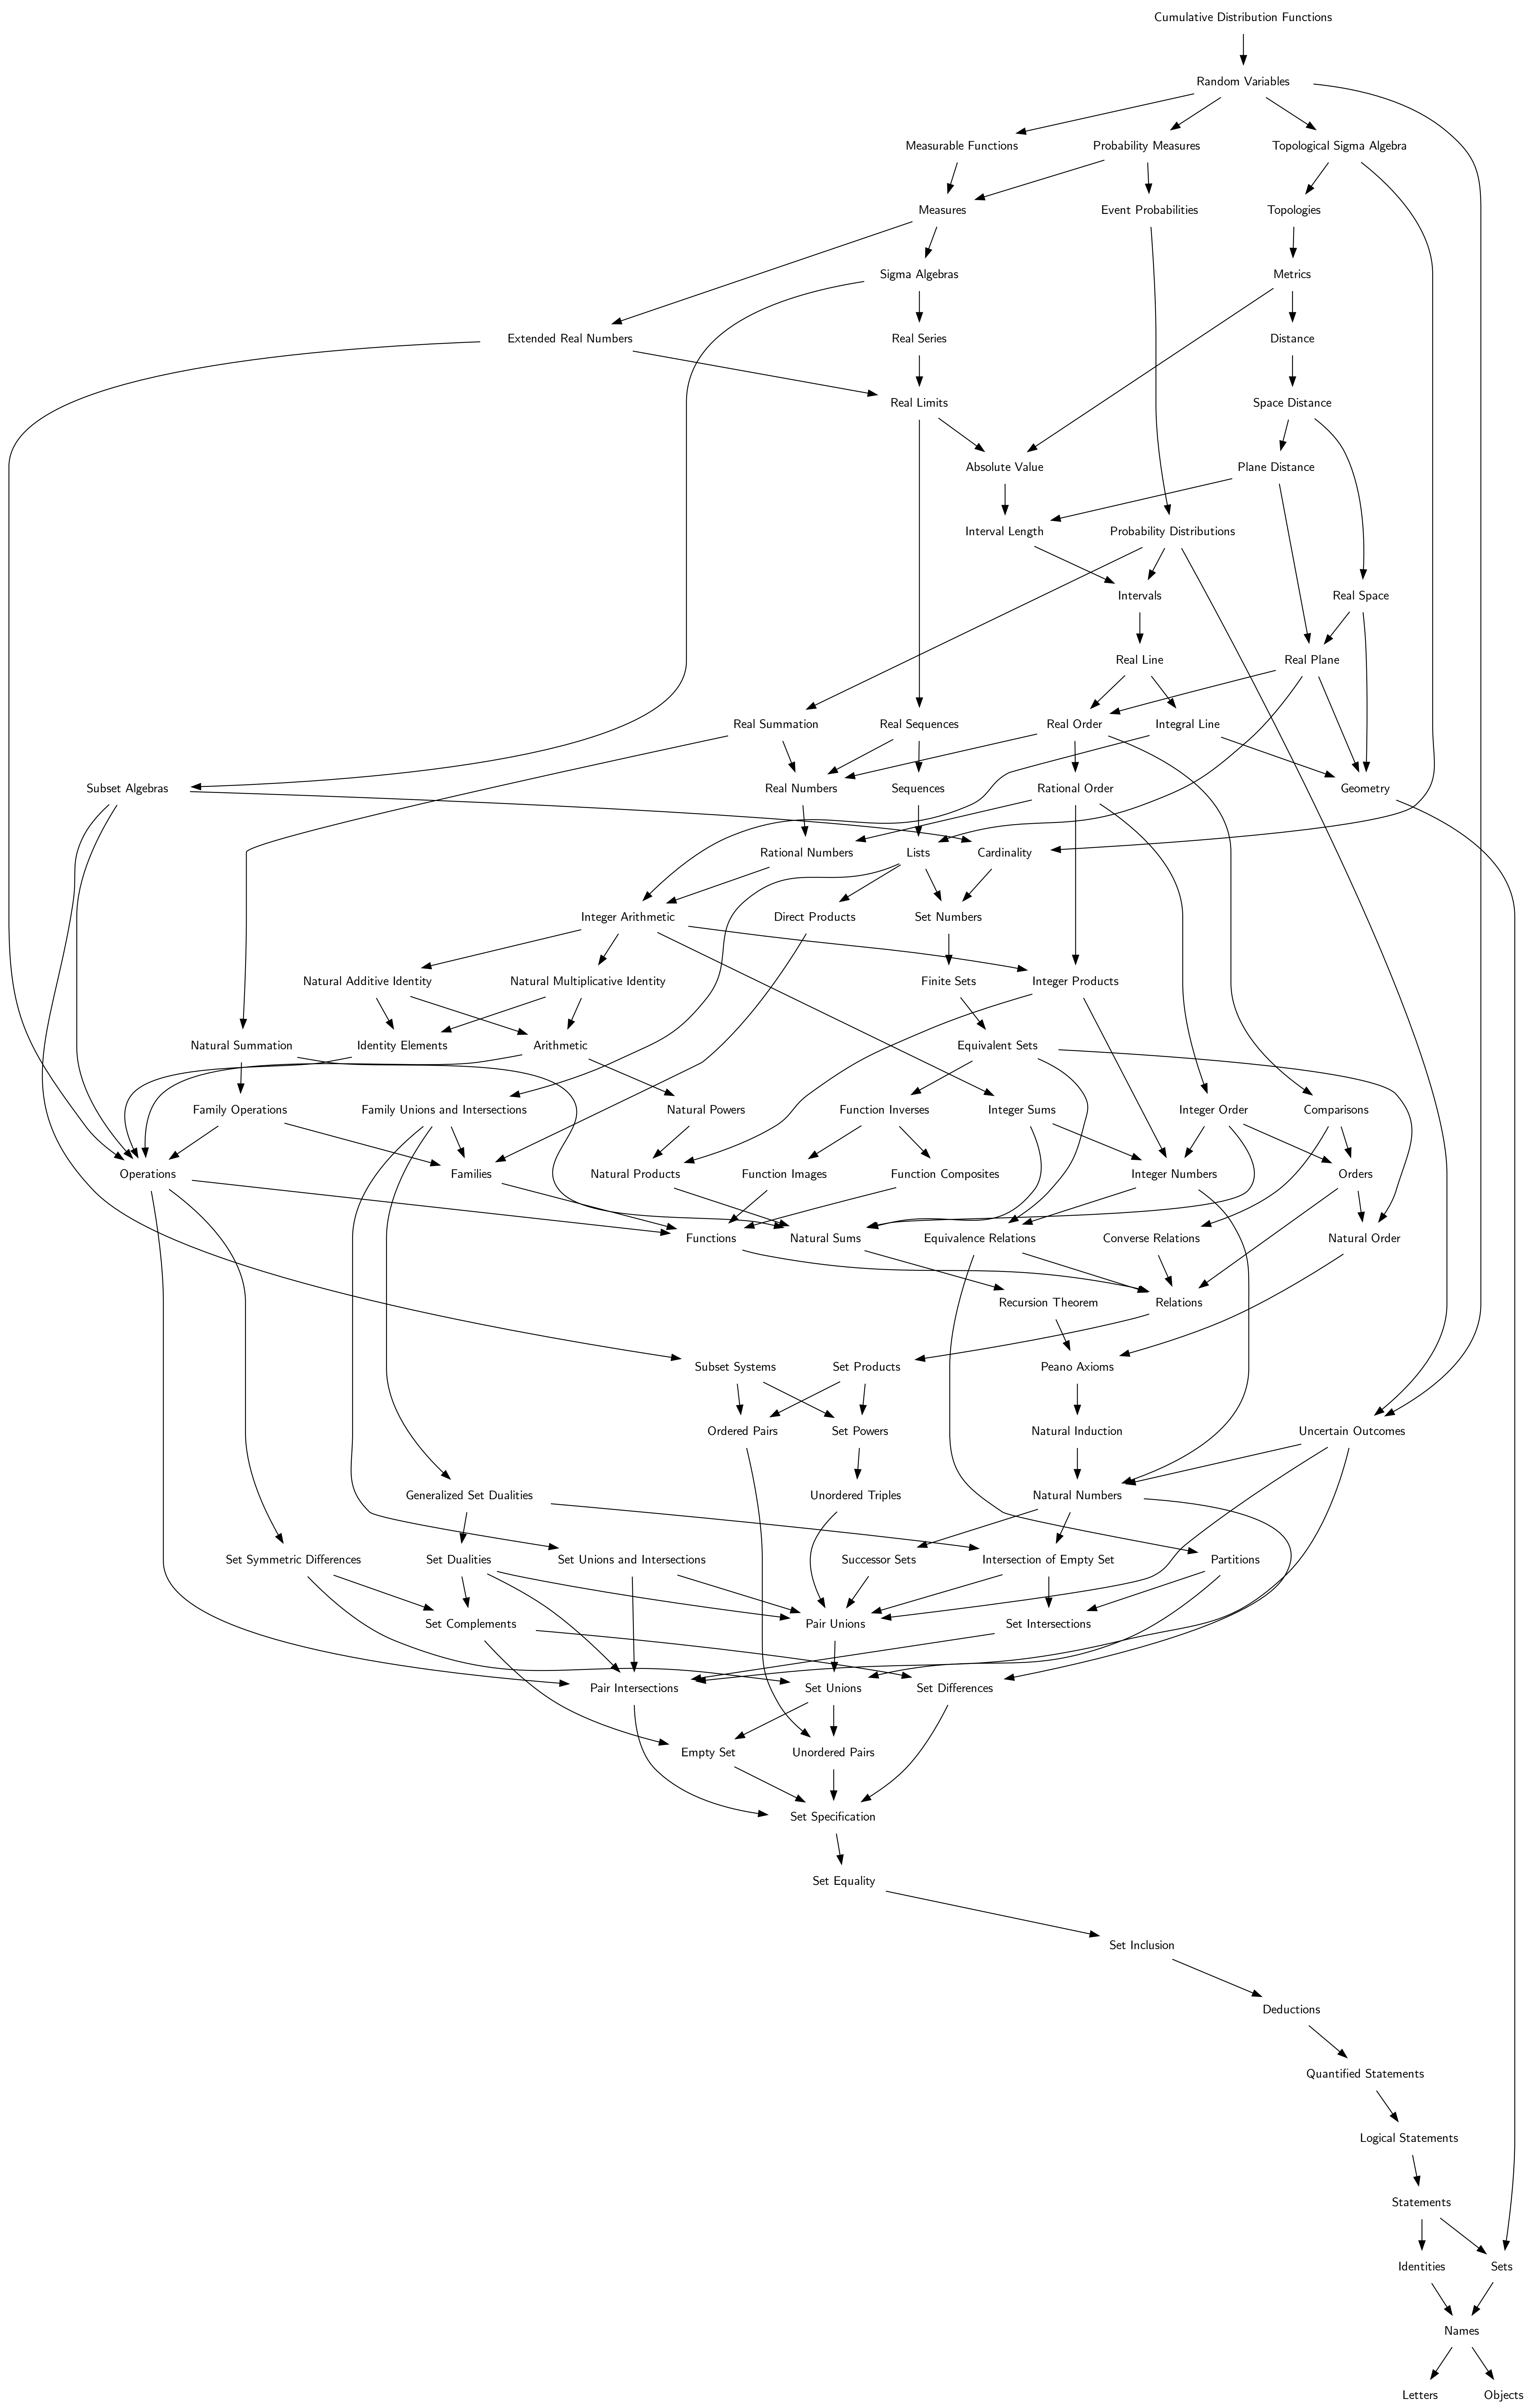 Cumulative Distribution Functions
Random Variables
Measurable Functions
Probability Measures
Topological Sigma Algebra
Measures
Event Probabilities
Topologies
Sigma Algebras
Metrics
Extended Real Numbers
Real Series
Distance
Real Limits
Space Distance
Absolute Value
Plane Distance
Interval Length
Probability Distributions
Intervals
Real Space
Real Line
Real Plane
Real Summation
Real Sequences
Real Order
Integral Line
Subset Algebras
Real Numbers
Sequences
Rational Order
Geometry
Rational Numbers
Lists
Cardinality
Integer Arithmetic
Direct Products
Set Numbers
Natural Additive Identity
Natural Multiplicative Identity
Finite Sets
Integer Products
Natural Summation
Identity Elements
Arithmetic
Equivalent Sets
Family Operations
Family Unions and Intersections
Natural Powers
Function Inverses
Integer Sums
Integer Order
Comparisons
Operations
Families
Natural Products
Function Images
Function Composites
Integer Numbers
Orders
Functions
Natural Sums
Equivalence Relations
Converse Relations
Natural Order
Recursion Theorem
Relations
Subset Systems
Set Products
Peano Axioms
Ordered Pairs
Set Powers
Natural Induction
Uncertain Outcomes
Generalized Set Dualities
Unordered Triples
Natural Numbers
Set Symmetric Differences
Set Dualities
Set Unions and Intersections
Successor Sets
Intersection of Empty Set
Partitions
Set Complements
Pair Unions
Set Intersections
Pair Intersections
Set Unions
Set Differences
Empty Set
Unordered Pairs
Set Specification
Set Equality
Set Inclusion
Deductions
Quantified Statements
Logical Statements
Statements
Identities
Sets
Names
Letters
Objects